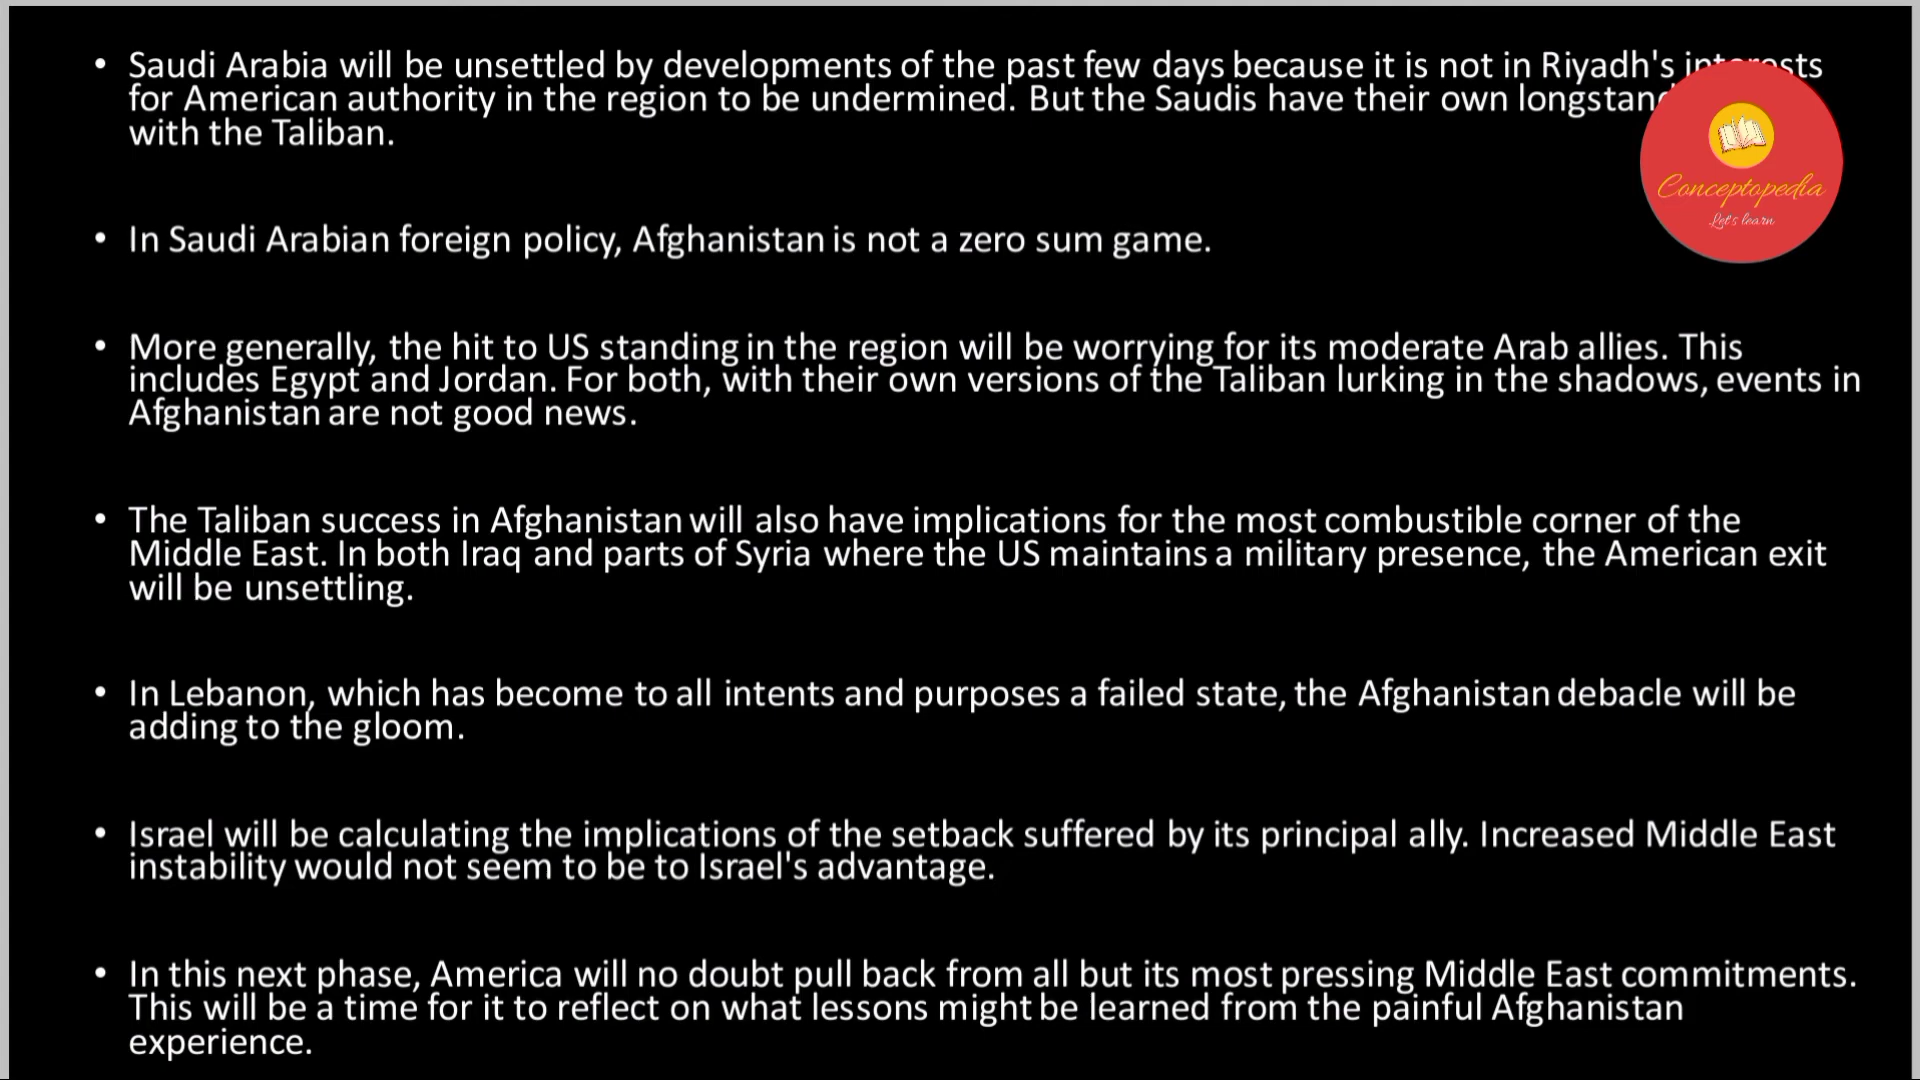 • Saudi Arabia will be unsettled by developments of the past few days because it is not in Riyadh's interests
for American authority in the region to be undermined. But the Saudis have their own
with the Taliban.
• In Saudi Arabian foreign policy, Afghanistan is not a zero sum game.
• More generally, the hit to US standing in the region will be worrying for its moderate Arab allies. This
includes Egypt and Jordan. For both, with their own versions of the Taliban lurking in the shadows, events in
Afghanistan are not good news.
• The Taliban success in Afghanistan will also have implications for the most combustible corner of the
Middle East. In both Iraq and parts of Syria where the US maintains a military presence, the American exit
will be unsettling.
• In Lebanon, which has become to all intents and purposes a failed state, the Afghanistan debacle will be
adding to the gloom.
• Israel will be calculating the implications of the setback suffered by its principal ally. Increased Middle East
instability would not seem to be to Israel's advantage.
• In this next phase, America will no doubt pull back from all but its most pressing Middle East commitments.
This will be a time for it to reflect on what lessons might be learned from the painful Afghanistan
experience.
Conceptopedia
Let's learn